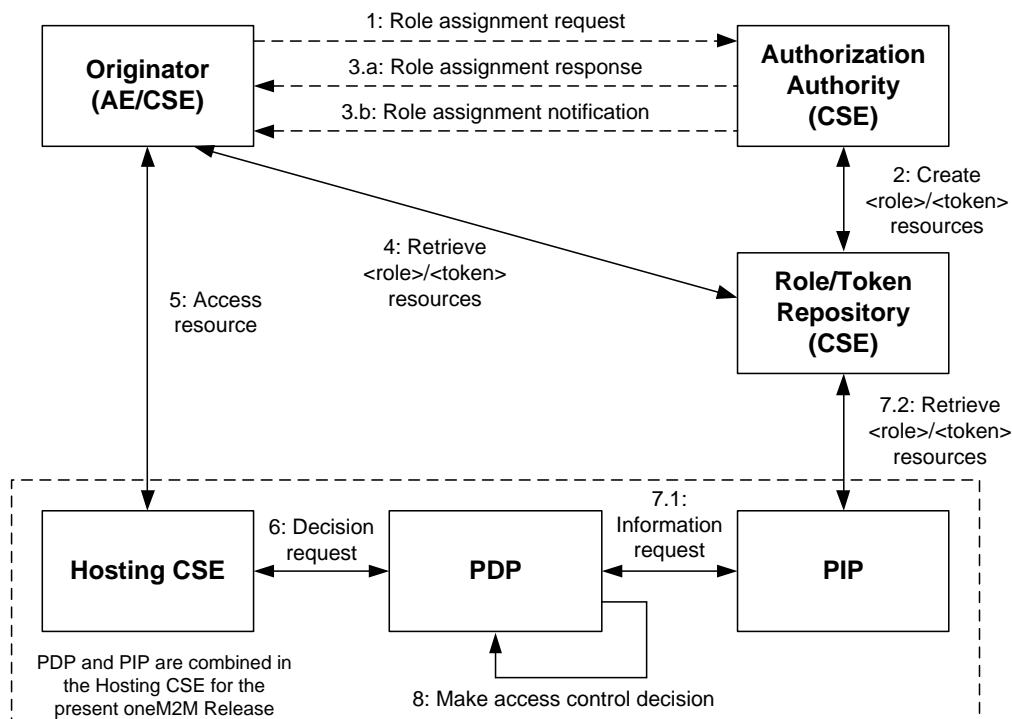 1: Role assignment request
Originator
(AE/CSE)
3.a: Role assignment response
3.b: Role assignment notification
Authorization
Authority
(CSE)
2: Create
<role>/<token>
resources
4: Retrieve
<role>/<token>
resources
5: Access
resource
Role/Token
Repository
(CSE)
7.2: Retrieve
<role>/<token>
resources
Hosting CSE
6: Decision
request
PDP
7.1:
Information
request
PIP
PDP and PIP are combined in
the Hosting CSE for the
present oneM2M Release
8: Make access control decision